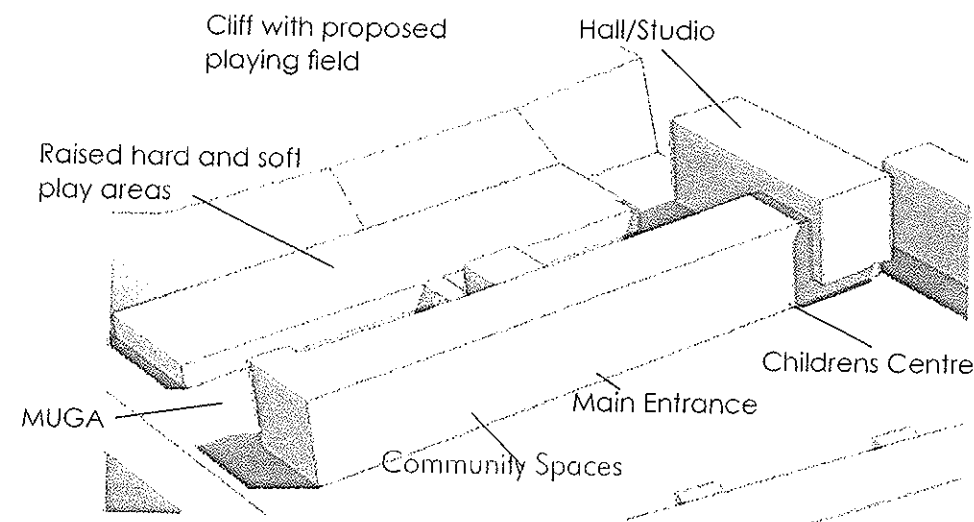 Cliff with proposed
playing field
Hall/Studio
Raised hard and soft
play areas
Childrens Centre
Main Entrance
MUGA
Community Spaces